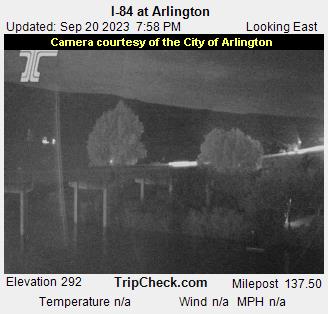 I-84 at Arlington
Updated: Sep 20 2023 7:58 PM Looking East
Camera courtesy of the City of Arlington
Elevation 292 TripCheck.com Milepost 137.50
Temperature n/a Wind n/a MPH n/a